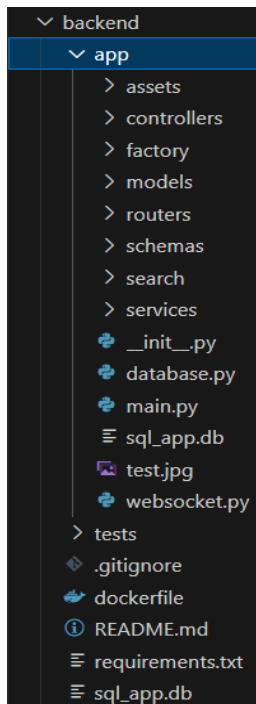 backend
app
assets
controllers
factory
models
routers
schemas
search
services
__init__.py
database.py
main.py
sql_app.db
test.jpg
websocket.py
tests
.gitignore
dockerfile
README.md
requirements.txt
sql_app.db